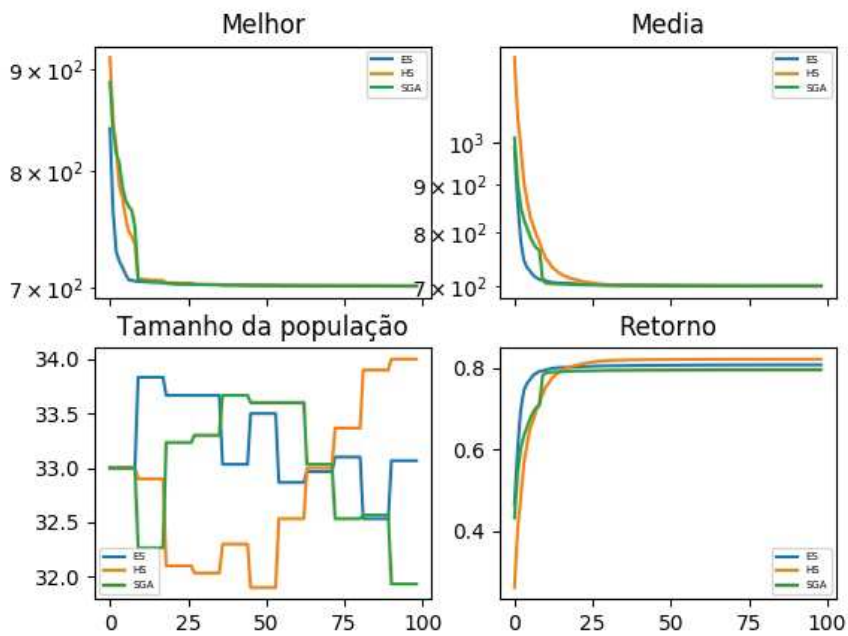 Melhor
9 × 10²
8 × 10²
7 × 10²
ES
HS
SGA
Media
10³
9 × 10²
8 × 10²
7 × 10²
ES
HS
SGA
Tamanho da população
34.0
33.5
33.0
32.5
32.0
0 25 50 75 100
ES
HS
SGA
Retorno
0.8
0.6
0.4
0 25 50 75 100
ES
HS
SGA